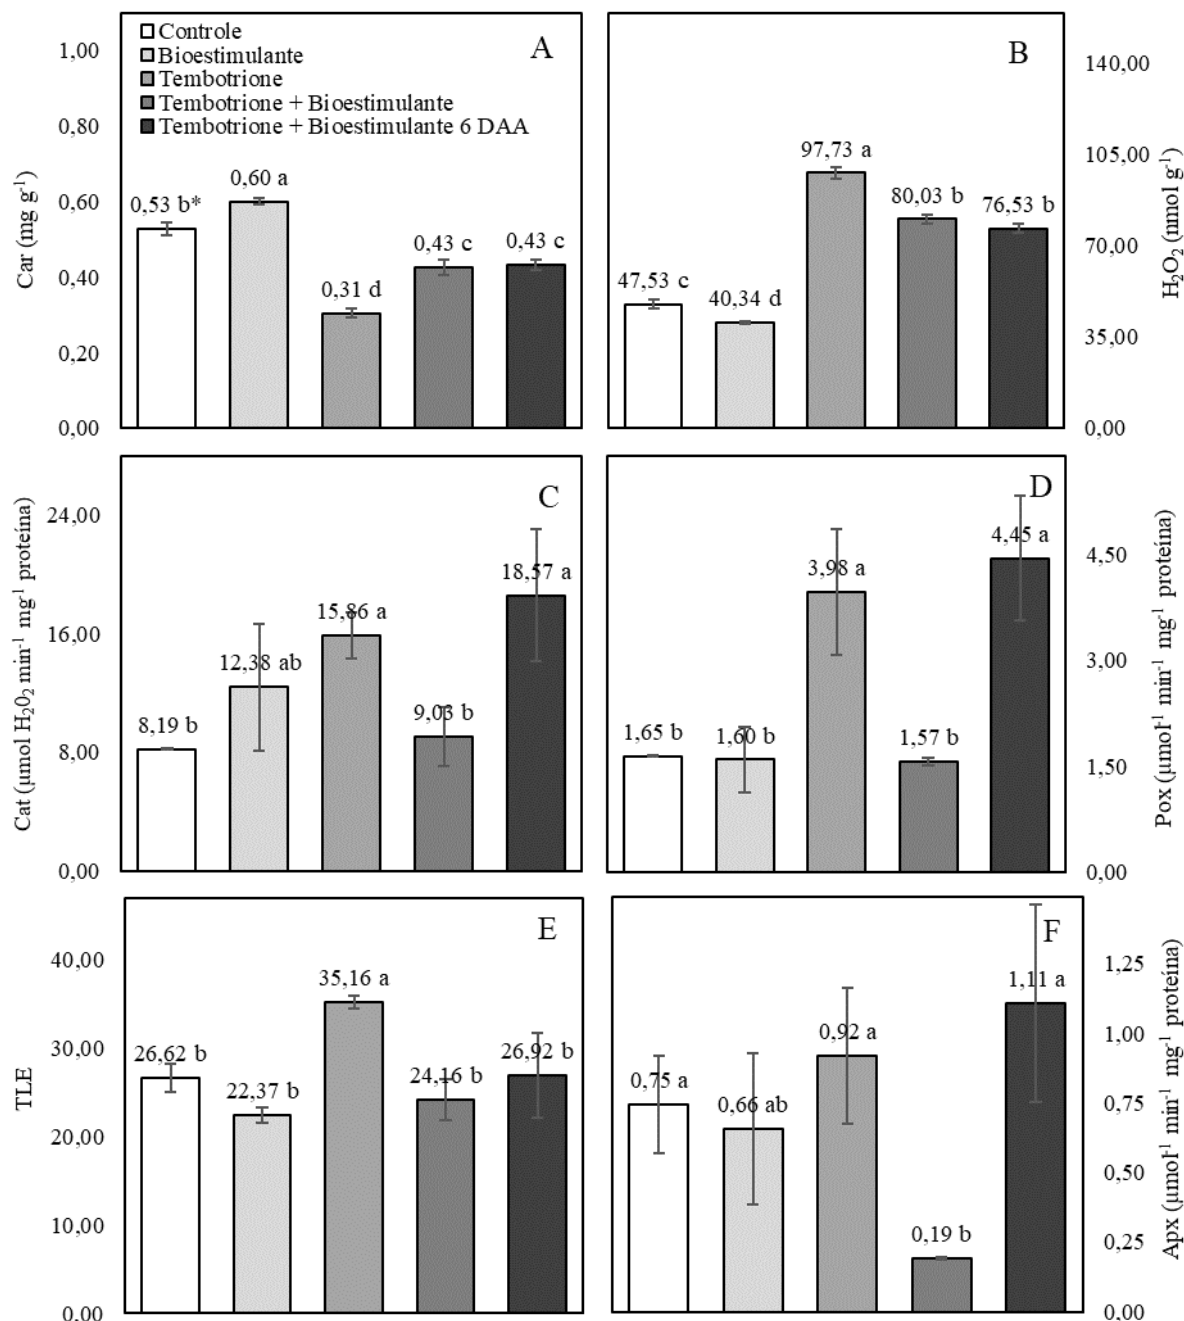 Controle
Bioestimulante
Tembotrione
Tembotrione + Bioestimulante
Tembotrione + Bioestimulante 6 DAA
A
Car (mg g-1)
1,00
0,80
0,60
0,40
0,20
0,00
0,53 b*
0,60 a
0,31 d
0,43 c
0,43 c
B
H2O2 (nmol g-1)
140,00
105,00
70,00
35,00
0,00
47,53 c
40,34 d
97,73 a
80,03 b
76,53 b
C
Cat (μmol H2O2 min-1 mg-1 proteína)
24,00
16,00
8,00
0,00
8,19 b
12,38 ab
15,86 a
9,03 b
18,57 a
D
Pox (μmol-1 min-1 mg-1 proteína)
4,50
3,00
1,50
0,00
1,65 b
1,60 b
3,98 a
1,57 b
4,45 a
E
TLE
40,00
30,00
20,00
10,00
0,00
26,62 b
22,37 b
35,16 a
24,16 b
26,92 b
F
Apx (μmol-1 min-1 mg-1 proteína)
1,25
1,00
0,75
0,50
0,25
0,00
0,75 a
0,66 ab
0,92 a
0,19 b
1,11 a